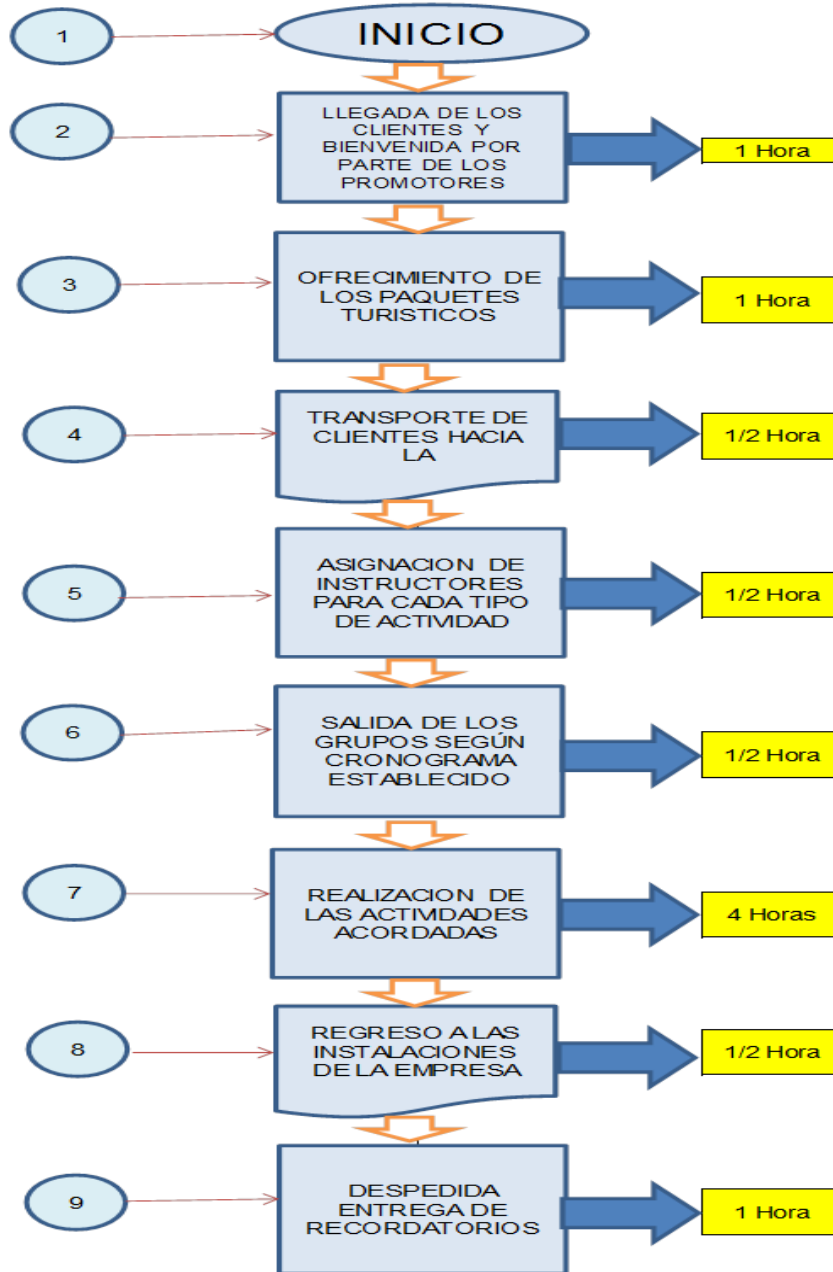 1
INICIO
2
LLEGADA DE LOS
CLIENTES Y
BIENVENIDA POR
PARTE DE LOS
PROMOTORES
1 Hora
3
OFRECIMIENTO DE
LOS PAQUETES
TURISTICOS
1 Hora
4
TRANSPORTE DE
CLIENTES HACIA
LA
1/2 Hora
5
ASIGNACION DE
INSTRUCTORES
PARA CADA TIPO
DE ACTIVIDAD
1/2 Hora
6
SALIDA DE LOS
GRUPOS SEGÚN
CRONOGRAMA
ESTABLECIDO
1/2 Hora
7
REALIZACION DE
LAS ACTIVIDADES
ACORDADAS
4 Horas
8
REGRESO A LAS
INSTALACIONES
DE LA EMPRESA
1/2 Hora
9
DESPEDIDA
ENTREGA DE
RECORDATORIOS
1 Hora